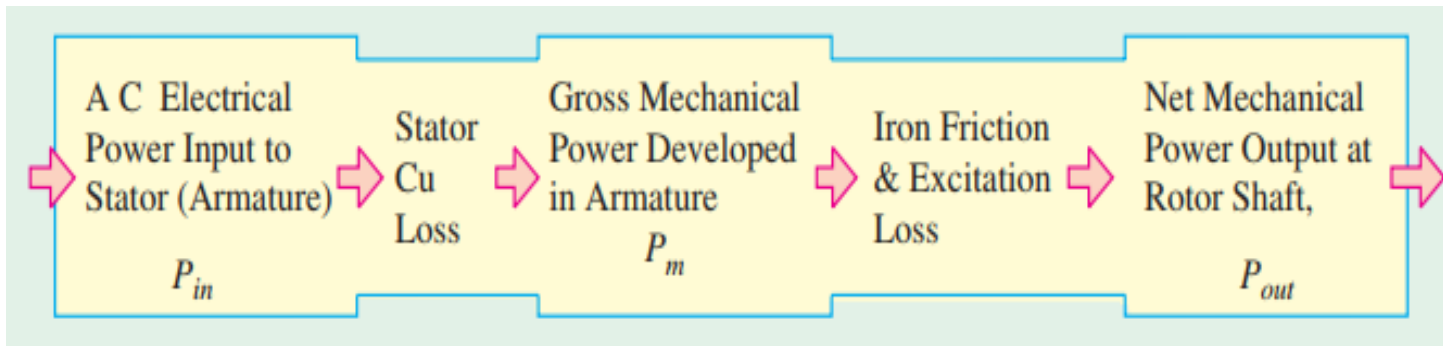 A C Electrical
Power Input to
Stator (Armature)
P_in
Stator
Cu
Loss
Gross Mechanical
Power Developed
in Armature
P_m
Iron Friction
& Excitation
Loss
Net Mechanical
Power Output at
Rotor Shaft,
P_out